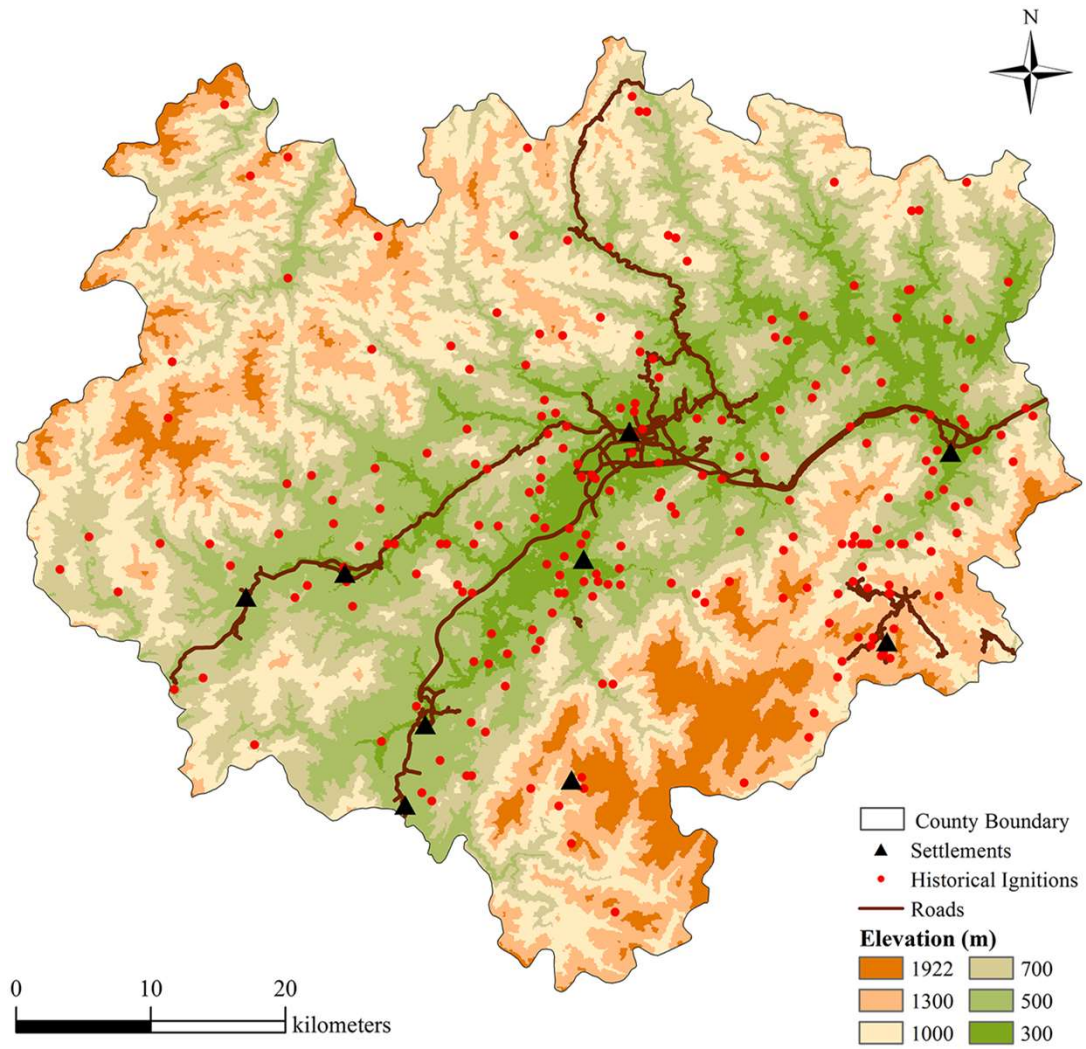 N
County Boundary
Settlements
Historical Ignitions
Roads
Elevation (m)
1922 700
1300 500
1000 300
0 10 20
kilometers